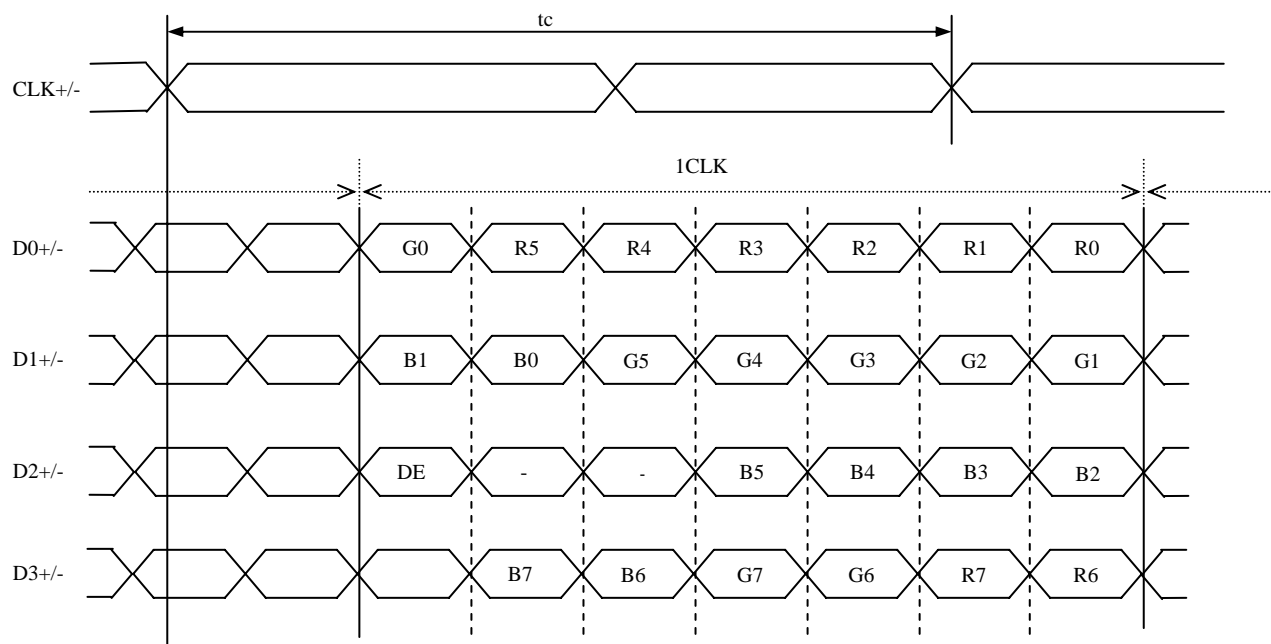 tc
CLK+/-
1CLK
D0+/- G0 R5 R4 R3 R2 R1 R0
D1+/- B1 B0 G5 G4 G3 G2 G1
D2+/- DE - - B5 B4 B3 B2
D3+/- B7 B6 G7 G6 R7 R6